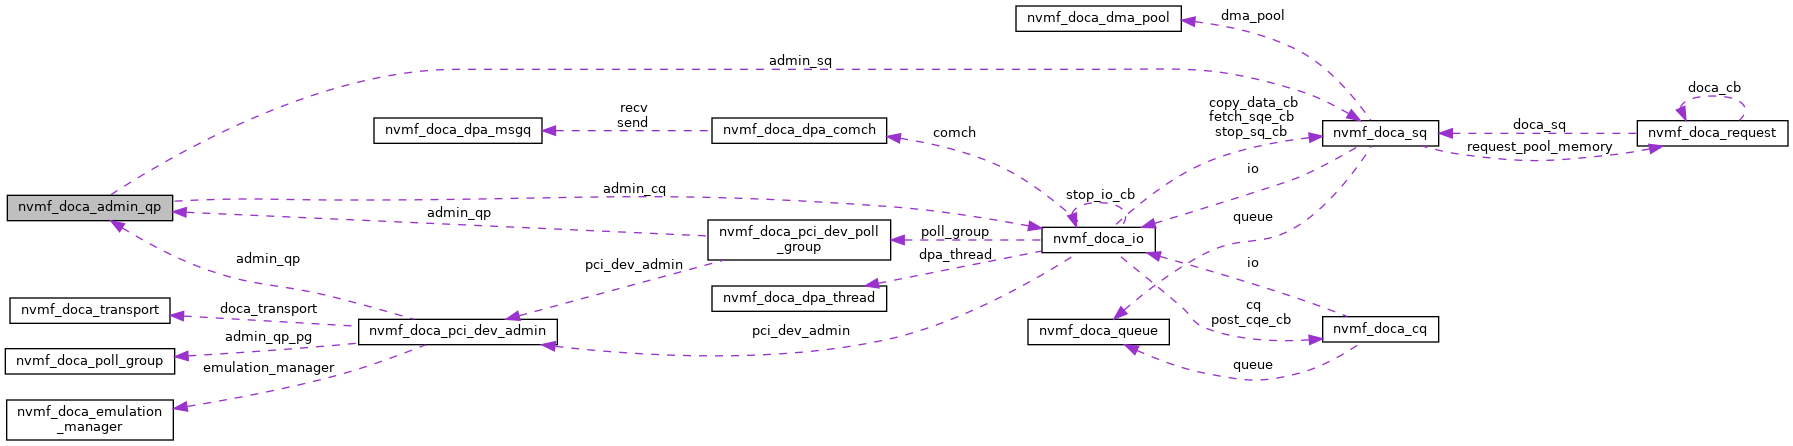 nvmf_doca_dma_pool
dma_pool
admin_sq
doca_cb
copy_data_cb
fetch_sqe_cb
stop_sq_cb
recv
send
nvmf_doca_dpa_msgq
nvmf_doca_dpa_comch
comch
nvmf_doca_sq
doca_sq
nvmf_doca_request
request_pool_memory
io
stop_io_cb
admin_cq
nvmf_doca_admin_qp
admin_qp
queue
nvmf_doca_pci_dev_poll
_group
poll_group
nvmf_doca_io
dpa_thread
admin_qp
pci_dev_admin
io
nvmf_doca_dpa_thread
nvmf_doca_transport
doca_transport
cq
post_cqe_cb
nvmf_doca_pci_dev_admin
pci_dev_admin
nvmf_doca_queue
nvmf_doca_cq
admin_qp_pg
nvmf_doca_poll_group
emulation_manager
queue
nvmf_doca_emulation
_manager